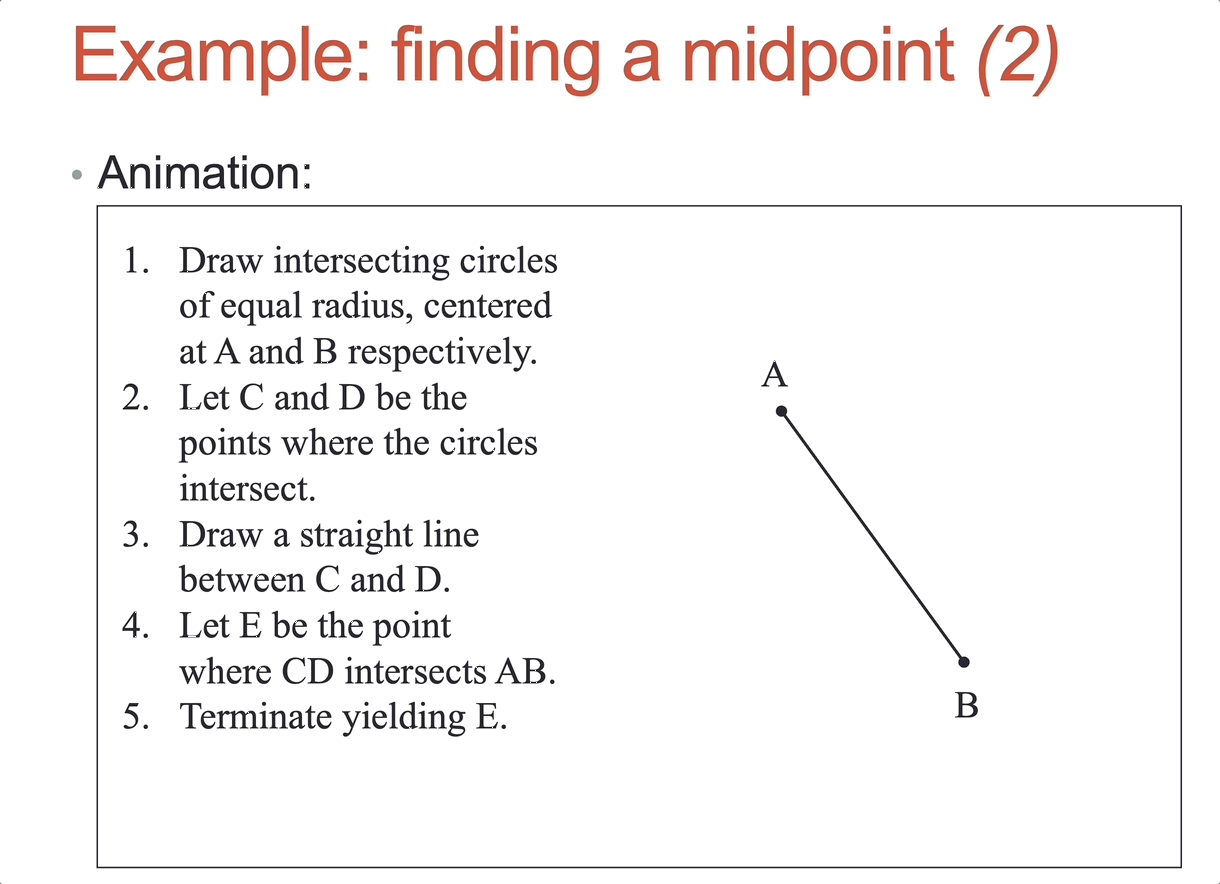 Example: finding a midpoint (2)
• Animation:
1. Draw intersecting circles
of equal radius, centered
at A and B respectively.
2. Let C and D be the
points where the circles
intersect.
3. Draw a straight line
between C and D.
4. Let E be the point
where CD intersects AB.
5. Terminate yielding E.
A
B